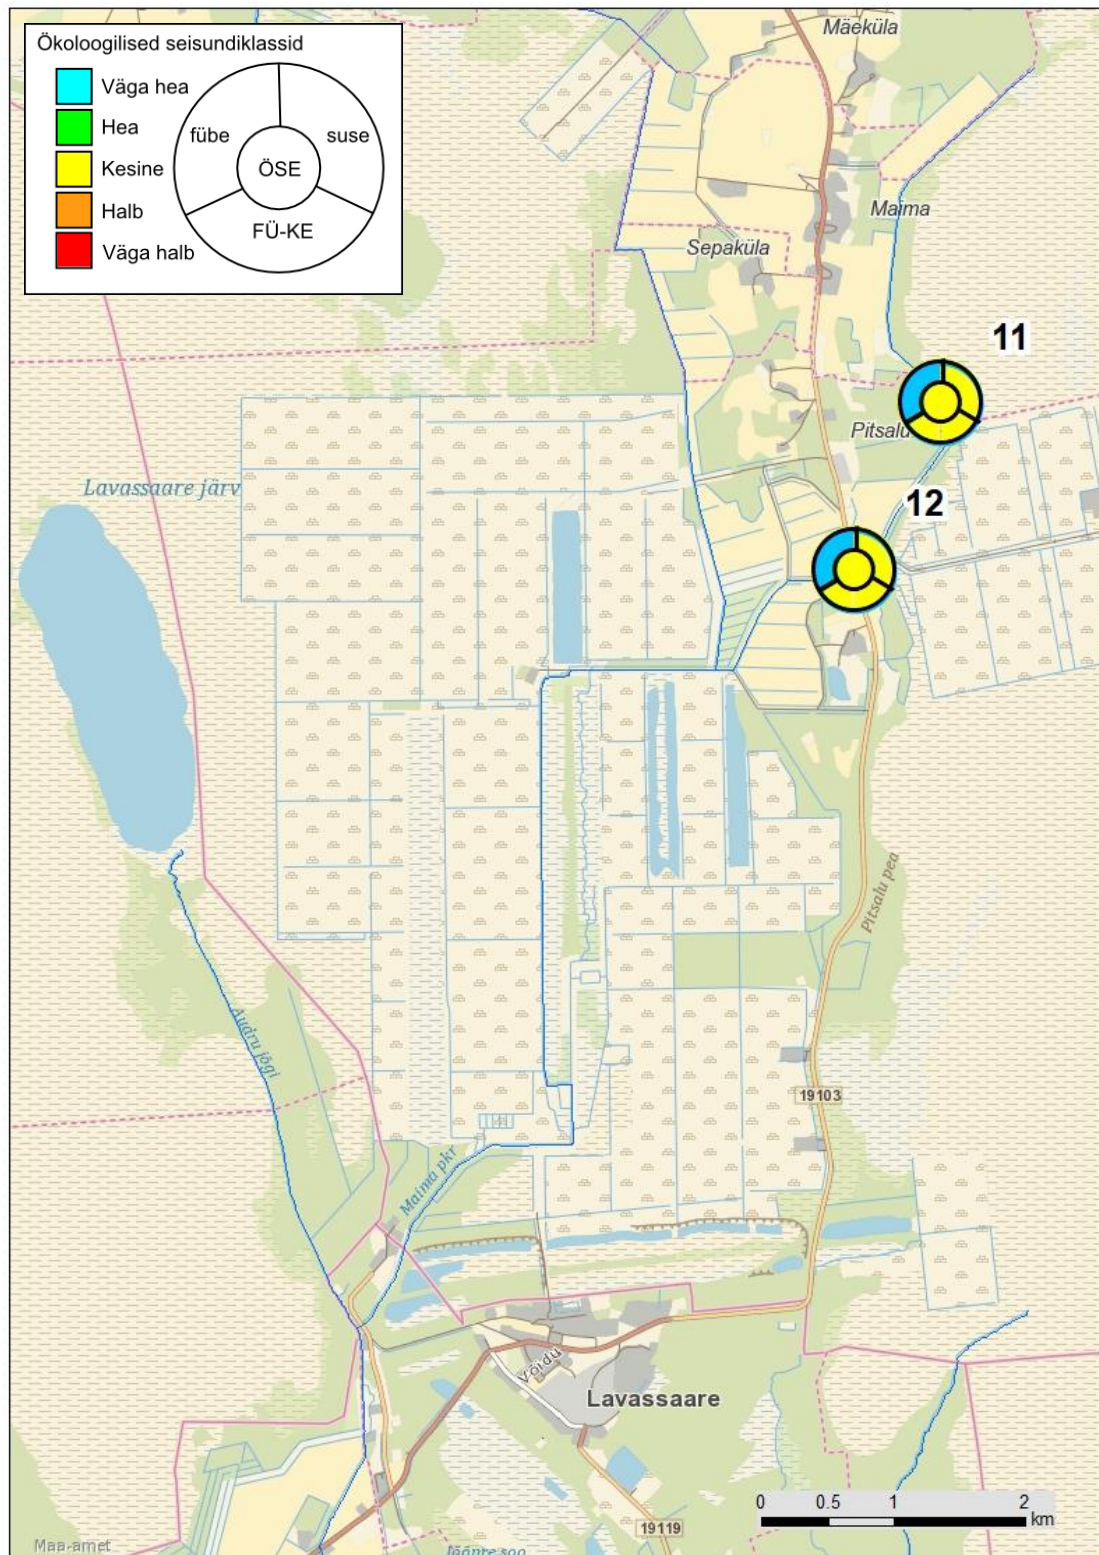 Ökoloogilised seisundiklassid
Väga hea
Hea
Kesine
Halb
Väga halb
fübe
suse
ÖSE
FÜ-KE
Mäeküla
Maima
Sepaküla
11
Pitsalu
12
Lavassaare järv
Pitsalu pea
Audru jõgi
19103
Maima pkr
Võidu
Lavassaare
0
0.5
1
2
km
19119
Maa-amet
Jõõpre soo